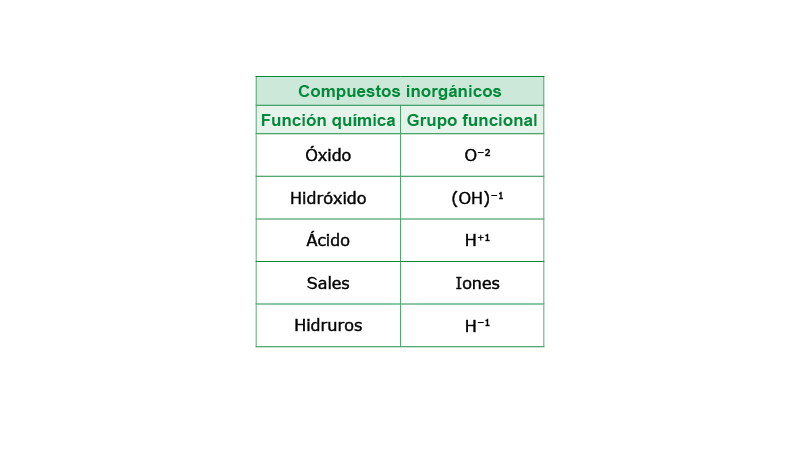 Compuestos inorgánicos
Función química Grupo funcional
Óxido O⁻²
Hidróxido (OH)⁻¹
Ácido H⁺¹
Sales Iones
Hidruros H⁻¹